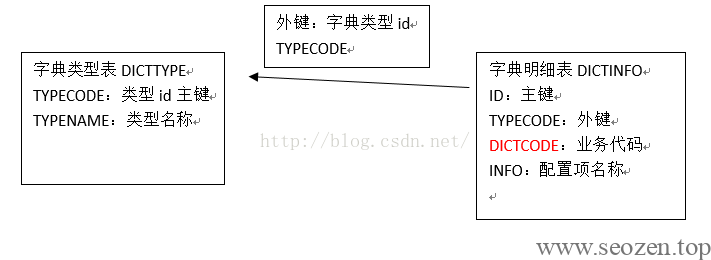 外键：字典类型 id
TYPECODE
字典类型表 DICTTYPE
TYPECODE：类型 id 主键
TYPENAME：类型名称
字典明细表 DICTINFO
ID：主键
TYPECODE：外键
DICTCODE：业务代码
INFO：配置项名称
http://blog.csdn.net/
www.seozen.top